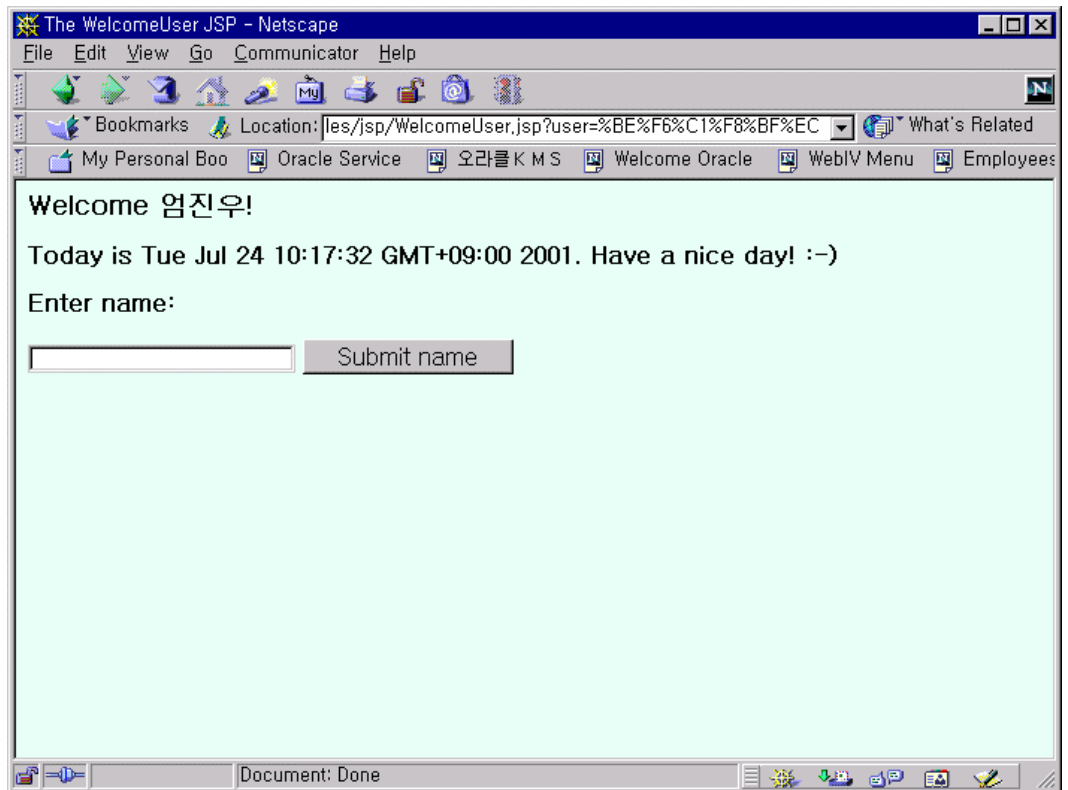 The WelcomeUser JSP - Netscape
File Edit View Go Communicator Help
My
N
Bookmarks Location: les/jsp/WelcomeUser.jsp?user=%BE%F6%C1%F8%BF%EC What's Related
My Personal Boo Oracle Service 오라클K M S Welcome Oracle WebIV Menu Employees
Welcome 엄진우!
Today is Tue Jul 24 10:17:32 GMT+09:00 2001. Have a nice day! :-)
Enter name:
Submit name
Document: Done